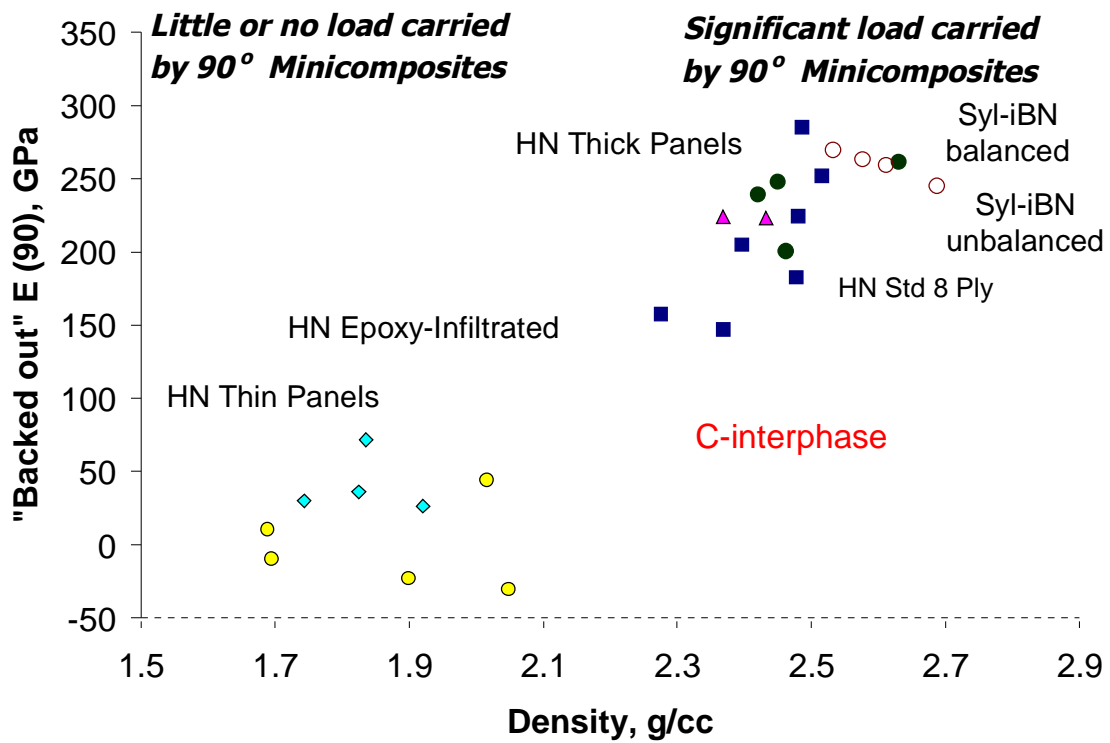 Little or no load carried
by 90° Minicomposites
Significant load carried
by 90° Minicomposites
"Backed out" E (90), GPa
350
300
250
200
150
100
50
0
-50
HN Thick Panels
Syl-iBN
balanced
Syl-iBN
unbalanced
HN Std 8 Ply
HN Epoxy-Infiltrated
HN Thin Panels
C-interphase
1.5
1.7
1.9
2.1
2.3
2.5
2.7
2.9
Density, g/cc